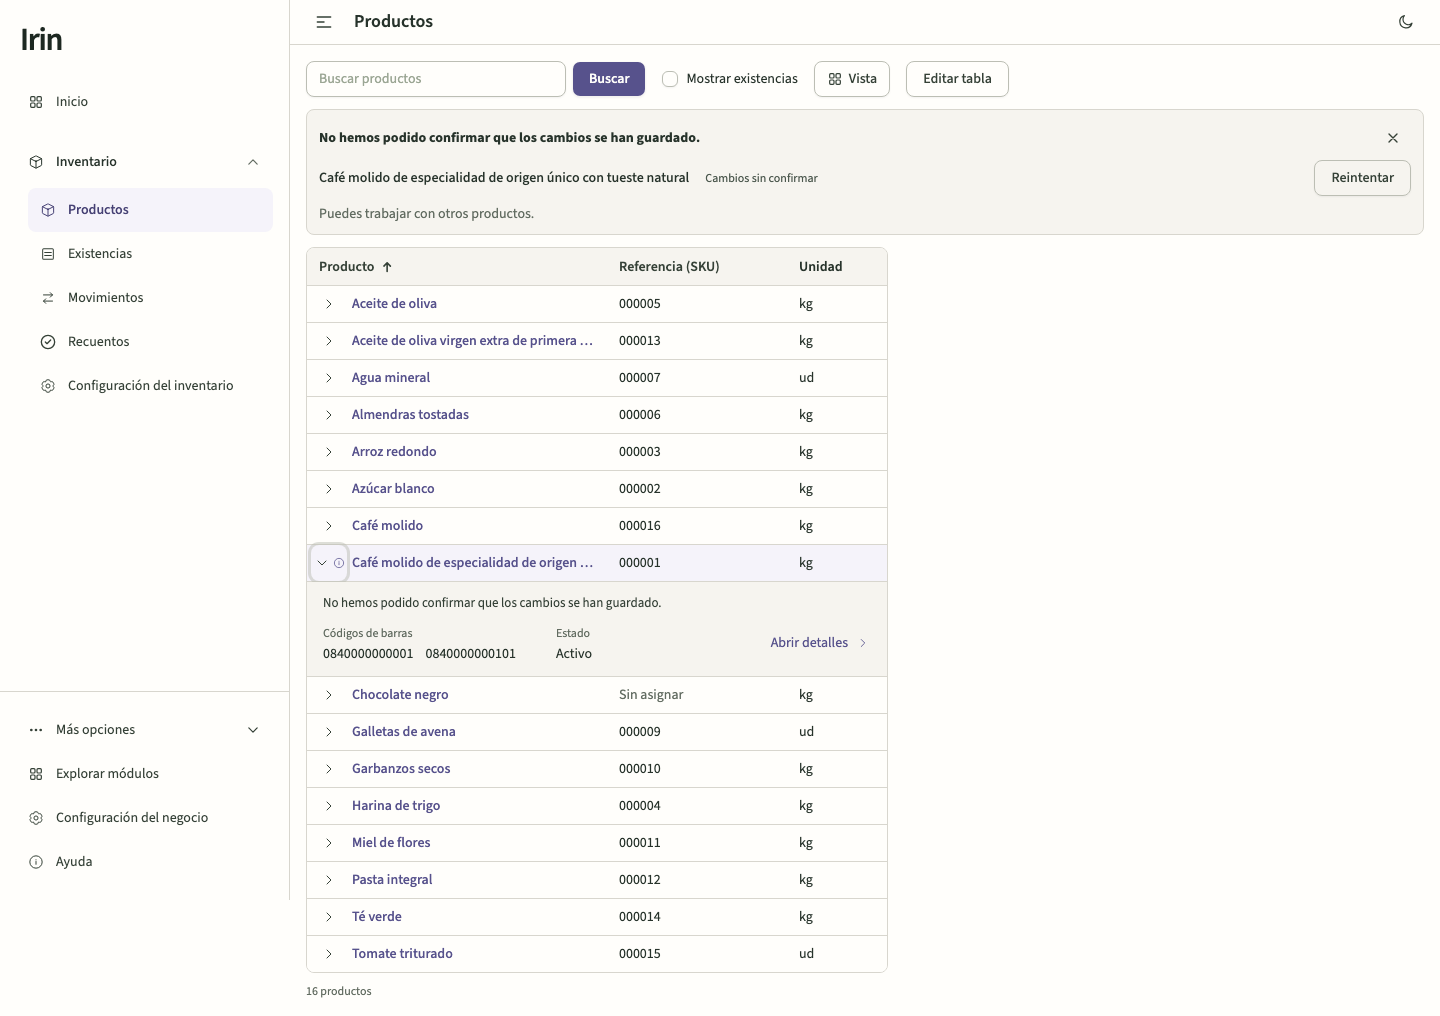 Irin
Productos
Inicio
Inventario
Productos
Existencias
Movimientos
Recuentos
Configuración del inventario
Más opciones
Explorar módulos
Configuración del negocio
Ayuda
Buscar productos Buscar Mostrar existencias Vista Editar tabla
No hemos podido confirmar que los cambios se han guardado.
Café molido de especialidad de origen único con tueste natural Cambios sin confirmar Reintentar
Puedes trabajar con otros productos.
Producto Referencia (SKU) Unidad
Aceite de oliva 000005 kg
Aceite de oliva virgen extra de primera … 000013 kg
Agua mineral 000007 ud
Almendras tostadas 000006 kg
Arroz redondo 000003 kg
Azúcar blanco 000002 kg
Café molido 000016 kg
Café molido de especialidad de origen … 000001 kg
No hemos podido confirmar que los cambios se han guardado.
Códigos de barras Estado
0840000000001 0840000000101 Activo
Abrir detalles
Chocolate negro Sin asignar kg
Galletas de avena 000009 ud
Garbanzos secos 000010 kg
Harina de trigo 000004 kg
Miel de flores 000011 kg
Pasta integral 000012 kg
Té verde 000014 kg
Tomate triturado 000015 ud
16 productos